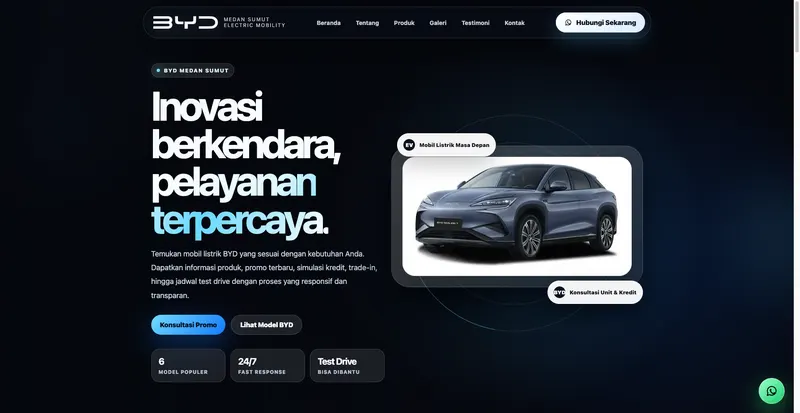 BYD
MEDAN SUMUT
ELECTRIC MOBILITY
Beranda
Tentang
Produk
Galeri
Testimoni
Kontak
Hubungi Sekarang
BYD MEDAN SUMUT
Inovasi
berkendara,
pelayanan
terpercaya.
Temukan mobil listrik BYD yang sesuai dengan kebutuhan Anda.
Dapatkan informasi produk, promo terbaru, simulasi kredit, trade-in,
hingga jadwal test drive dengan proses yang responsif dan
transparan.
Konsultasi Promo
Lihat Model BYD
6
MODEL POPULER
24/7
FAST RESPONSE
Test Drive
BISA DIBANTU
EV
Mobil Listrik Masa Depan
BYD
Konsultasi Unit & Kredit